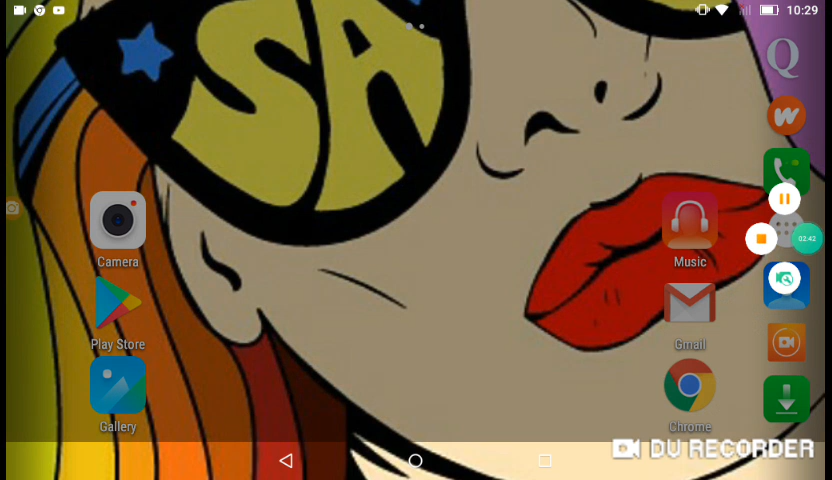 10:29
SA
Q
W
02:42
Camera
Music
Play Store
Gmail
Gallery
Chrome
DU RECORDER